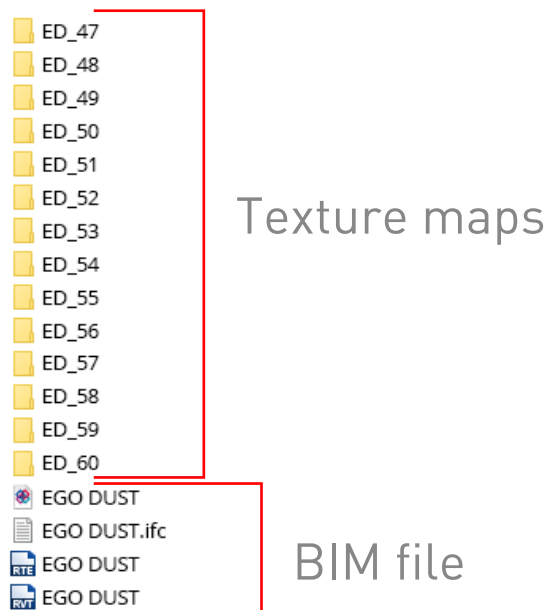 ED_47
ED_48
ED_49
ED_50
ED_51
ED_52
ED_53
Texture maps
ED_54
ED_55
ED_56
ED_57
ED_58
ED_59
ED_60
EGO DUST
EGO DUST.ifc
RTE EGO DUST
BIM file
RVT EGO DUST